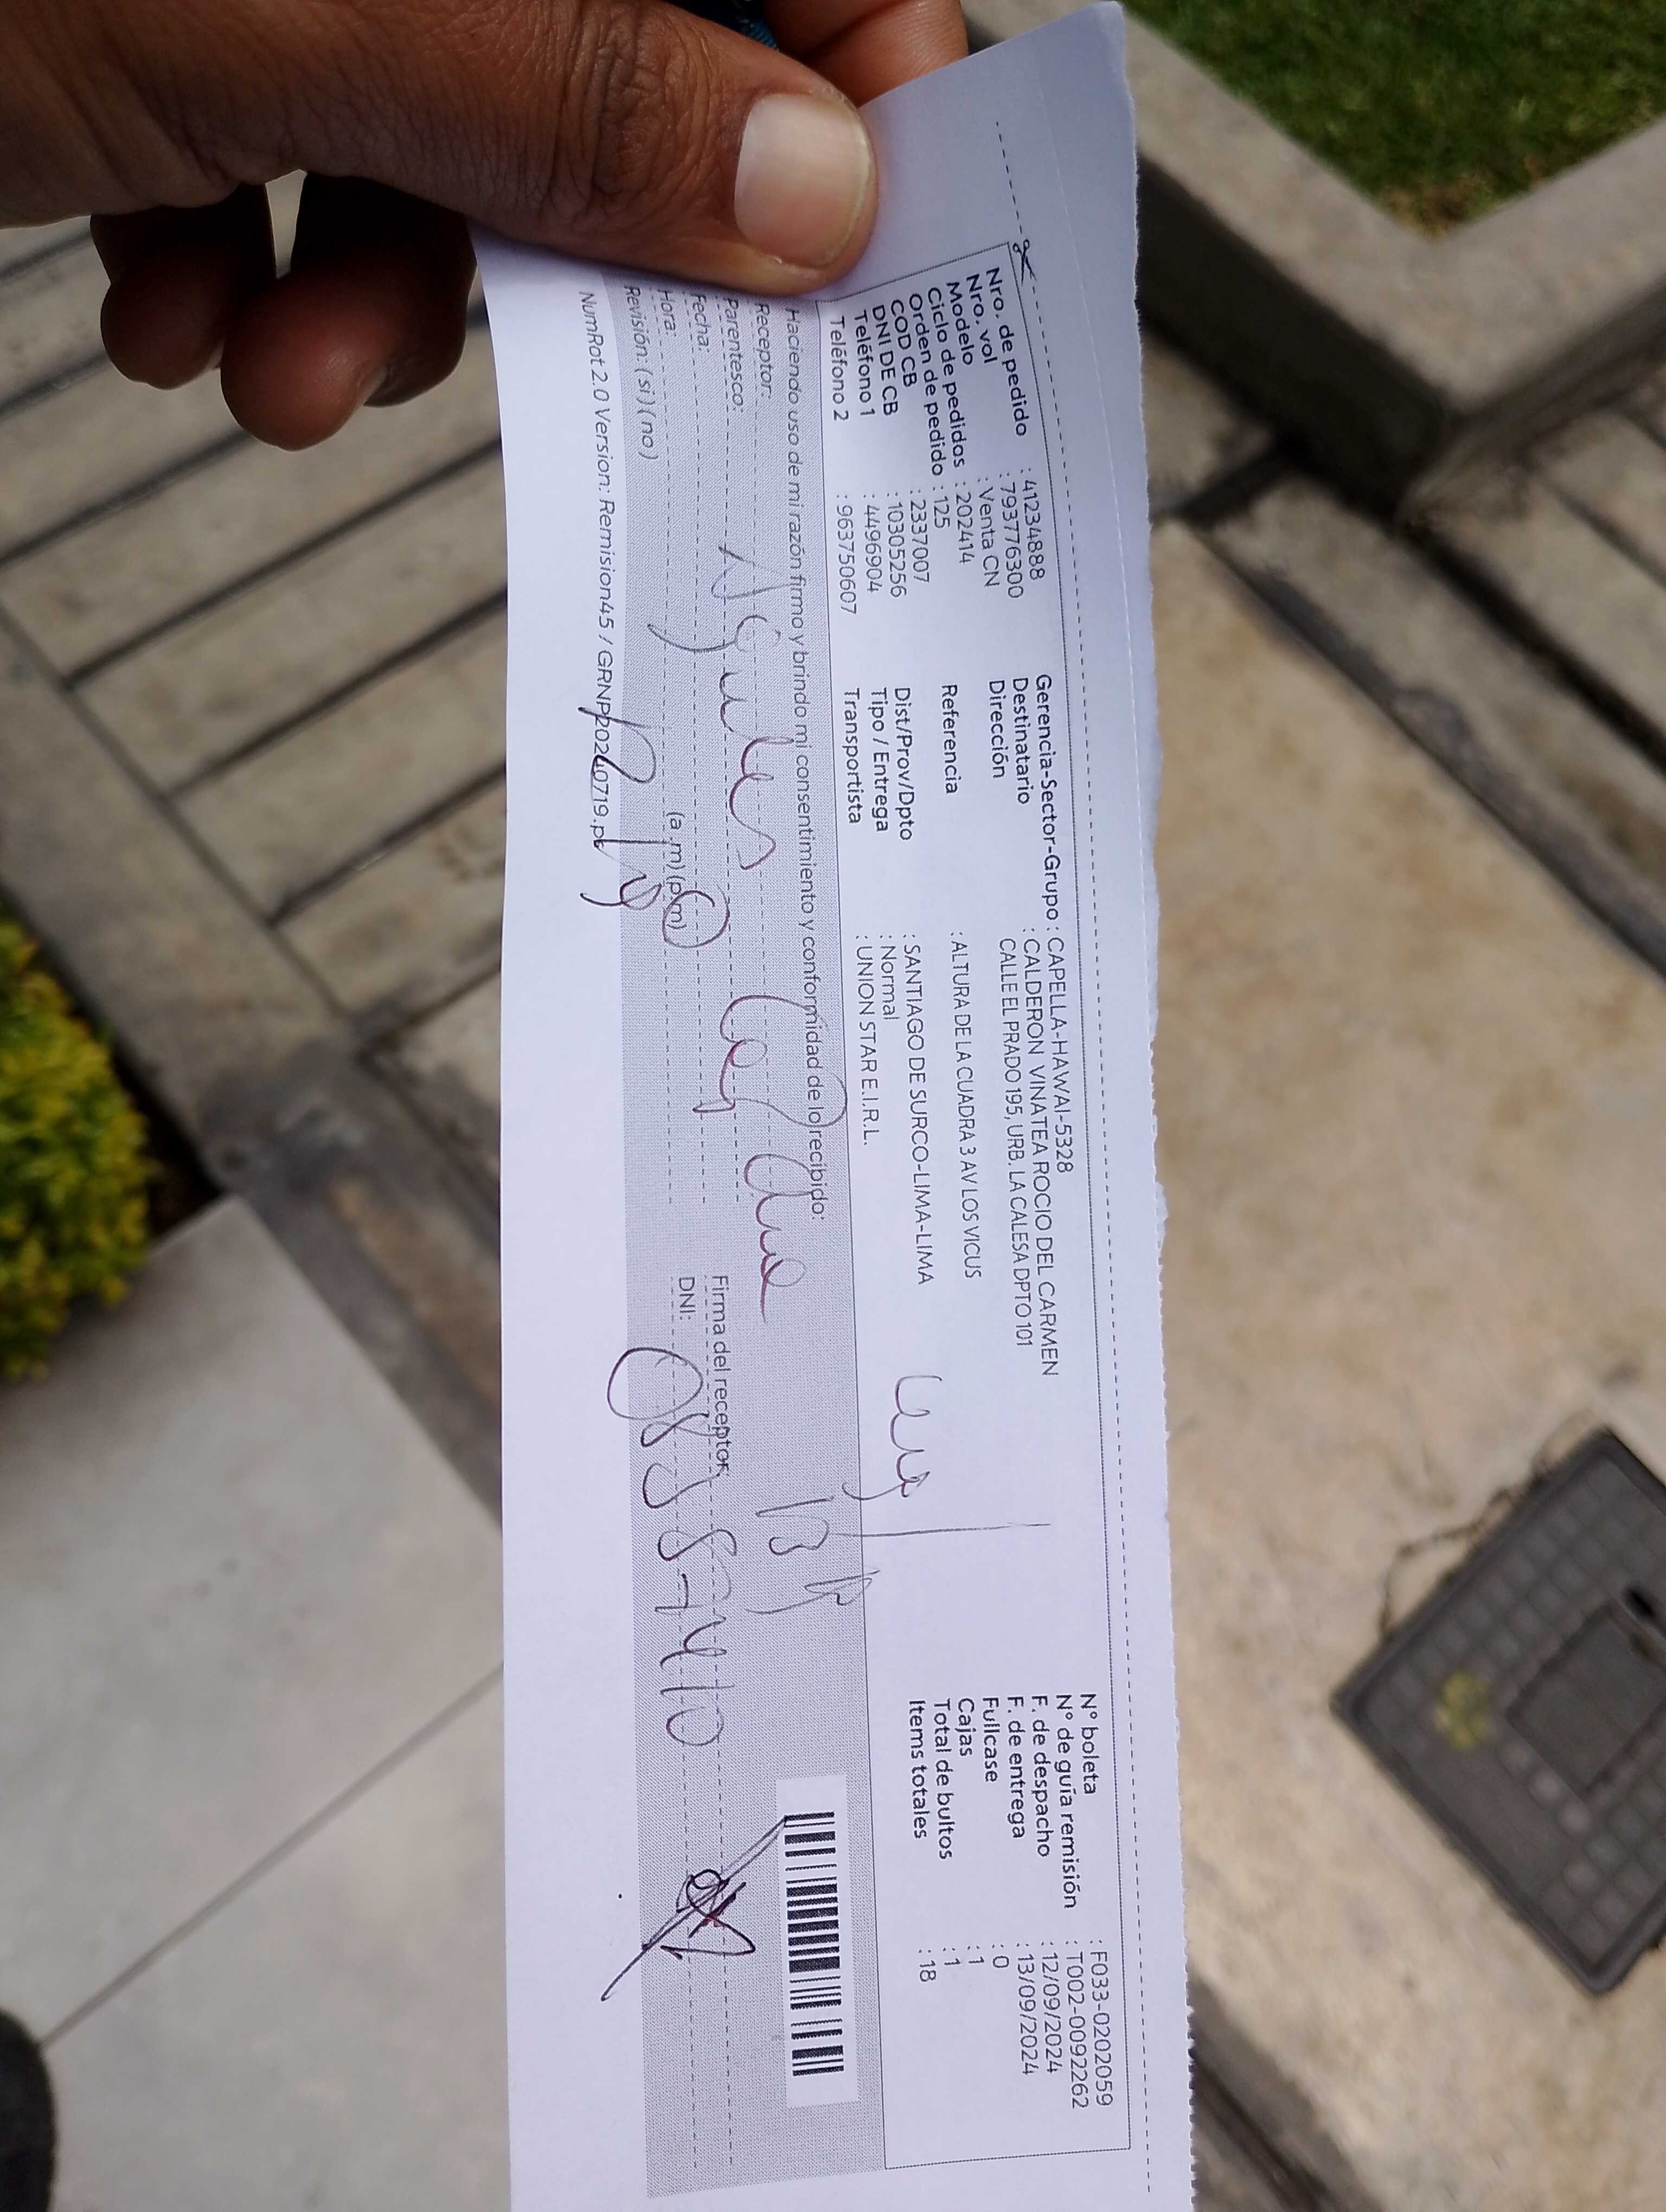 Nro. de pedido : 41234888
Nro. vol : 7937776300
Modelo : Venta CN
Ciclo de pedidos : 202414
Orden de pedido : 125
COD CB : 2337007
DNI DE CB : 10305256
Teléfono 1 : 4496904
Teléfono 2 : 963750607
Gerencia-Sector-Grupo : CAPELLA-HAWAI-5328
Destinatario : CALDERON VINATEA ROCIO DEL CARMEN
Dirección CALLE EL PRADO 195, URB. LA CALESA DPTO 101
Referencia : ALTURA DE LA CUADRA 3 AV LOS VICUS
Dist/Prov/Dpto : SANTIAGO DE SURCO-LIMA-LIMA
Tipo / Entrega : Normal
Transportista : UNION STAR E.I.R.L.
N° boleta : F033-0202059
N° de guía remisión : T002-0092262
F. de despacho : 12/09/2024
F. de entrega : 13/09/2024
Fullcase : 0
Cajas : 1
Total de bultos : 1
Items totales : 18
Haciendo uso de mi razón firmo y brindo mi consentimiento y conformidad de lo recibido:
Receptor:
Parentesco:
Fecha:
Hora: (a.m) (p.m)
Revisión: (si) (no)
Firma del receptor:
DNI:
NumRot 2.0 Version: Remision45 / GRNP20240719.pb